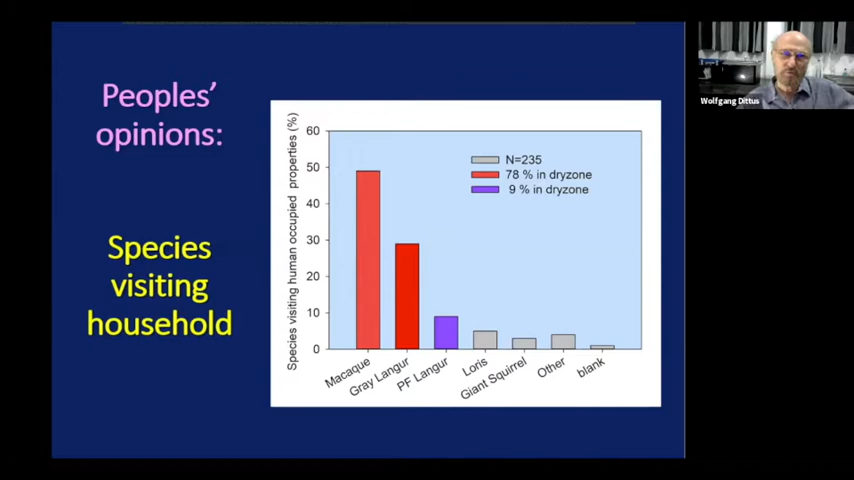 Peoples’
opinions:
Species
visiting
household
Species visiting human occupied properties (%)
60
50
40
30
20
10
0
N=235
78 % in dryzone
9 % in dryzone
Macaque
Gray Langur
PF Langur
Loris
Giant Squirrel
Other
blank
Wolfgang Dittus